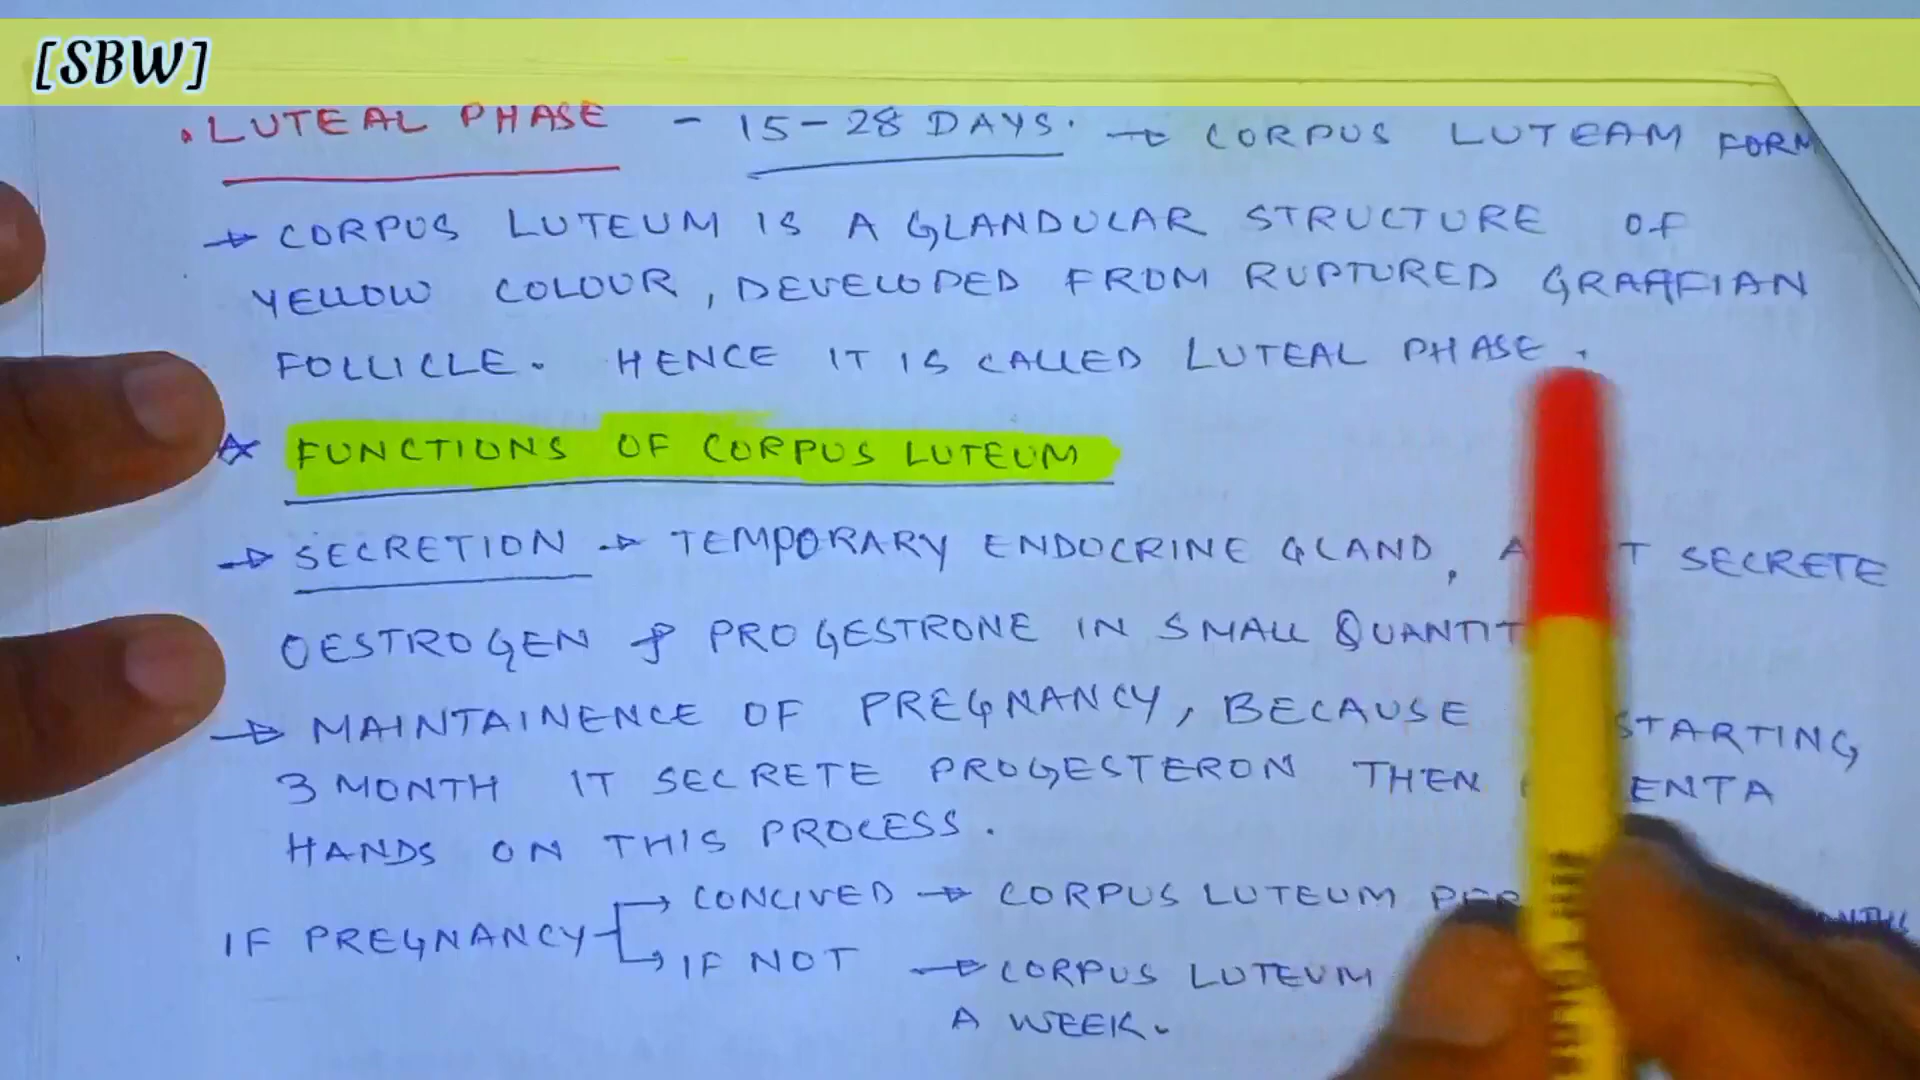 [SBW]
. LUTEAL PHASE - 15-28 DAYS. → CORPUS LUTEAM FORM
→ CORPUS LUTEUM IS A GLANDULAR STRUCTURE OF
YELLOW COLOUR, DEVELOPED FROM RUPTURED GRAAFIAN
FOLLICLE. HENCE IT IS CALLED LUTEAL PHASE.
☆ FUNCTIONS OF CORPUS LUTEUM
→ SECRETION → TEMPORARY ENDOCRINE GLAND, SECRETE
OESTROGEN & PROGESTRONE IN SMALL QUANTIT
→ MAINTAINENCE OF PREGNANCY, BECAUSE STARTING
3 MONTH IT SECRETE PROGESTERON THEN ENTA
HANDS ON THIS PROCESS.
→ CONCIVED → CORPUS LUTEUM PER
IF PREGNANCY
→ IF NOT → CORPUS LUTEUM
A WEEK.